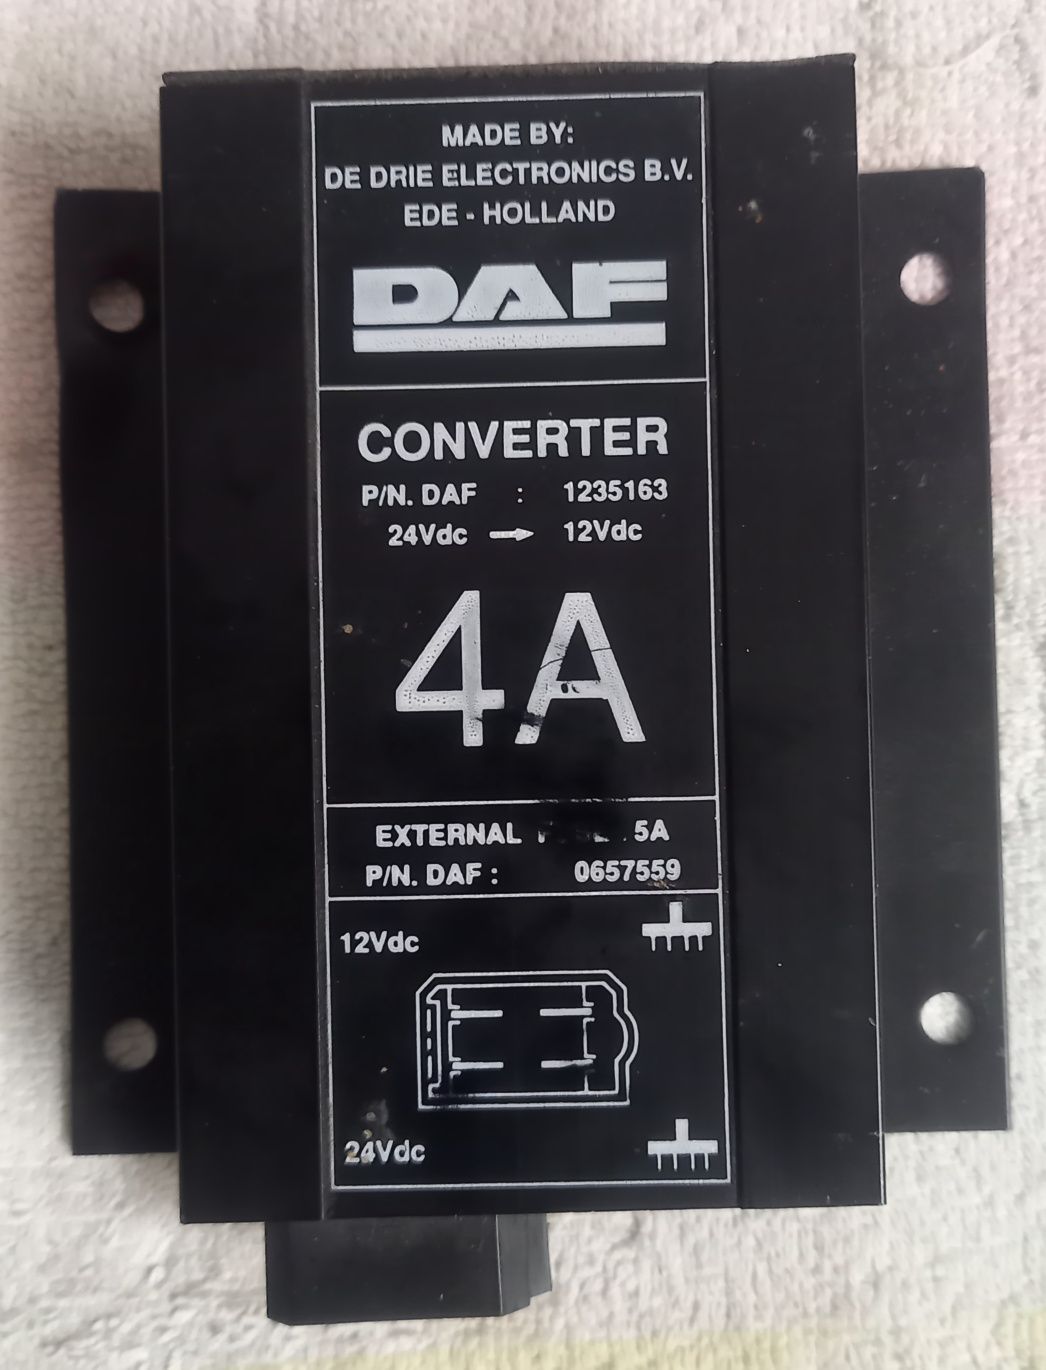 MADE BY:
DE DRIE ELECTRONICS B.V.
EDE - HOLLAND
DAF
CONVERTER
P/N. DAF : 1235163
24Vdc → 12Vdc
4A
EXTERNAL 5A
P/N. DAF : 0657559
12Vdc
24Vdc